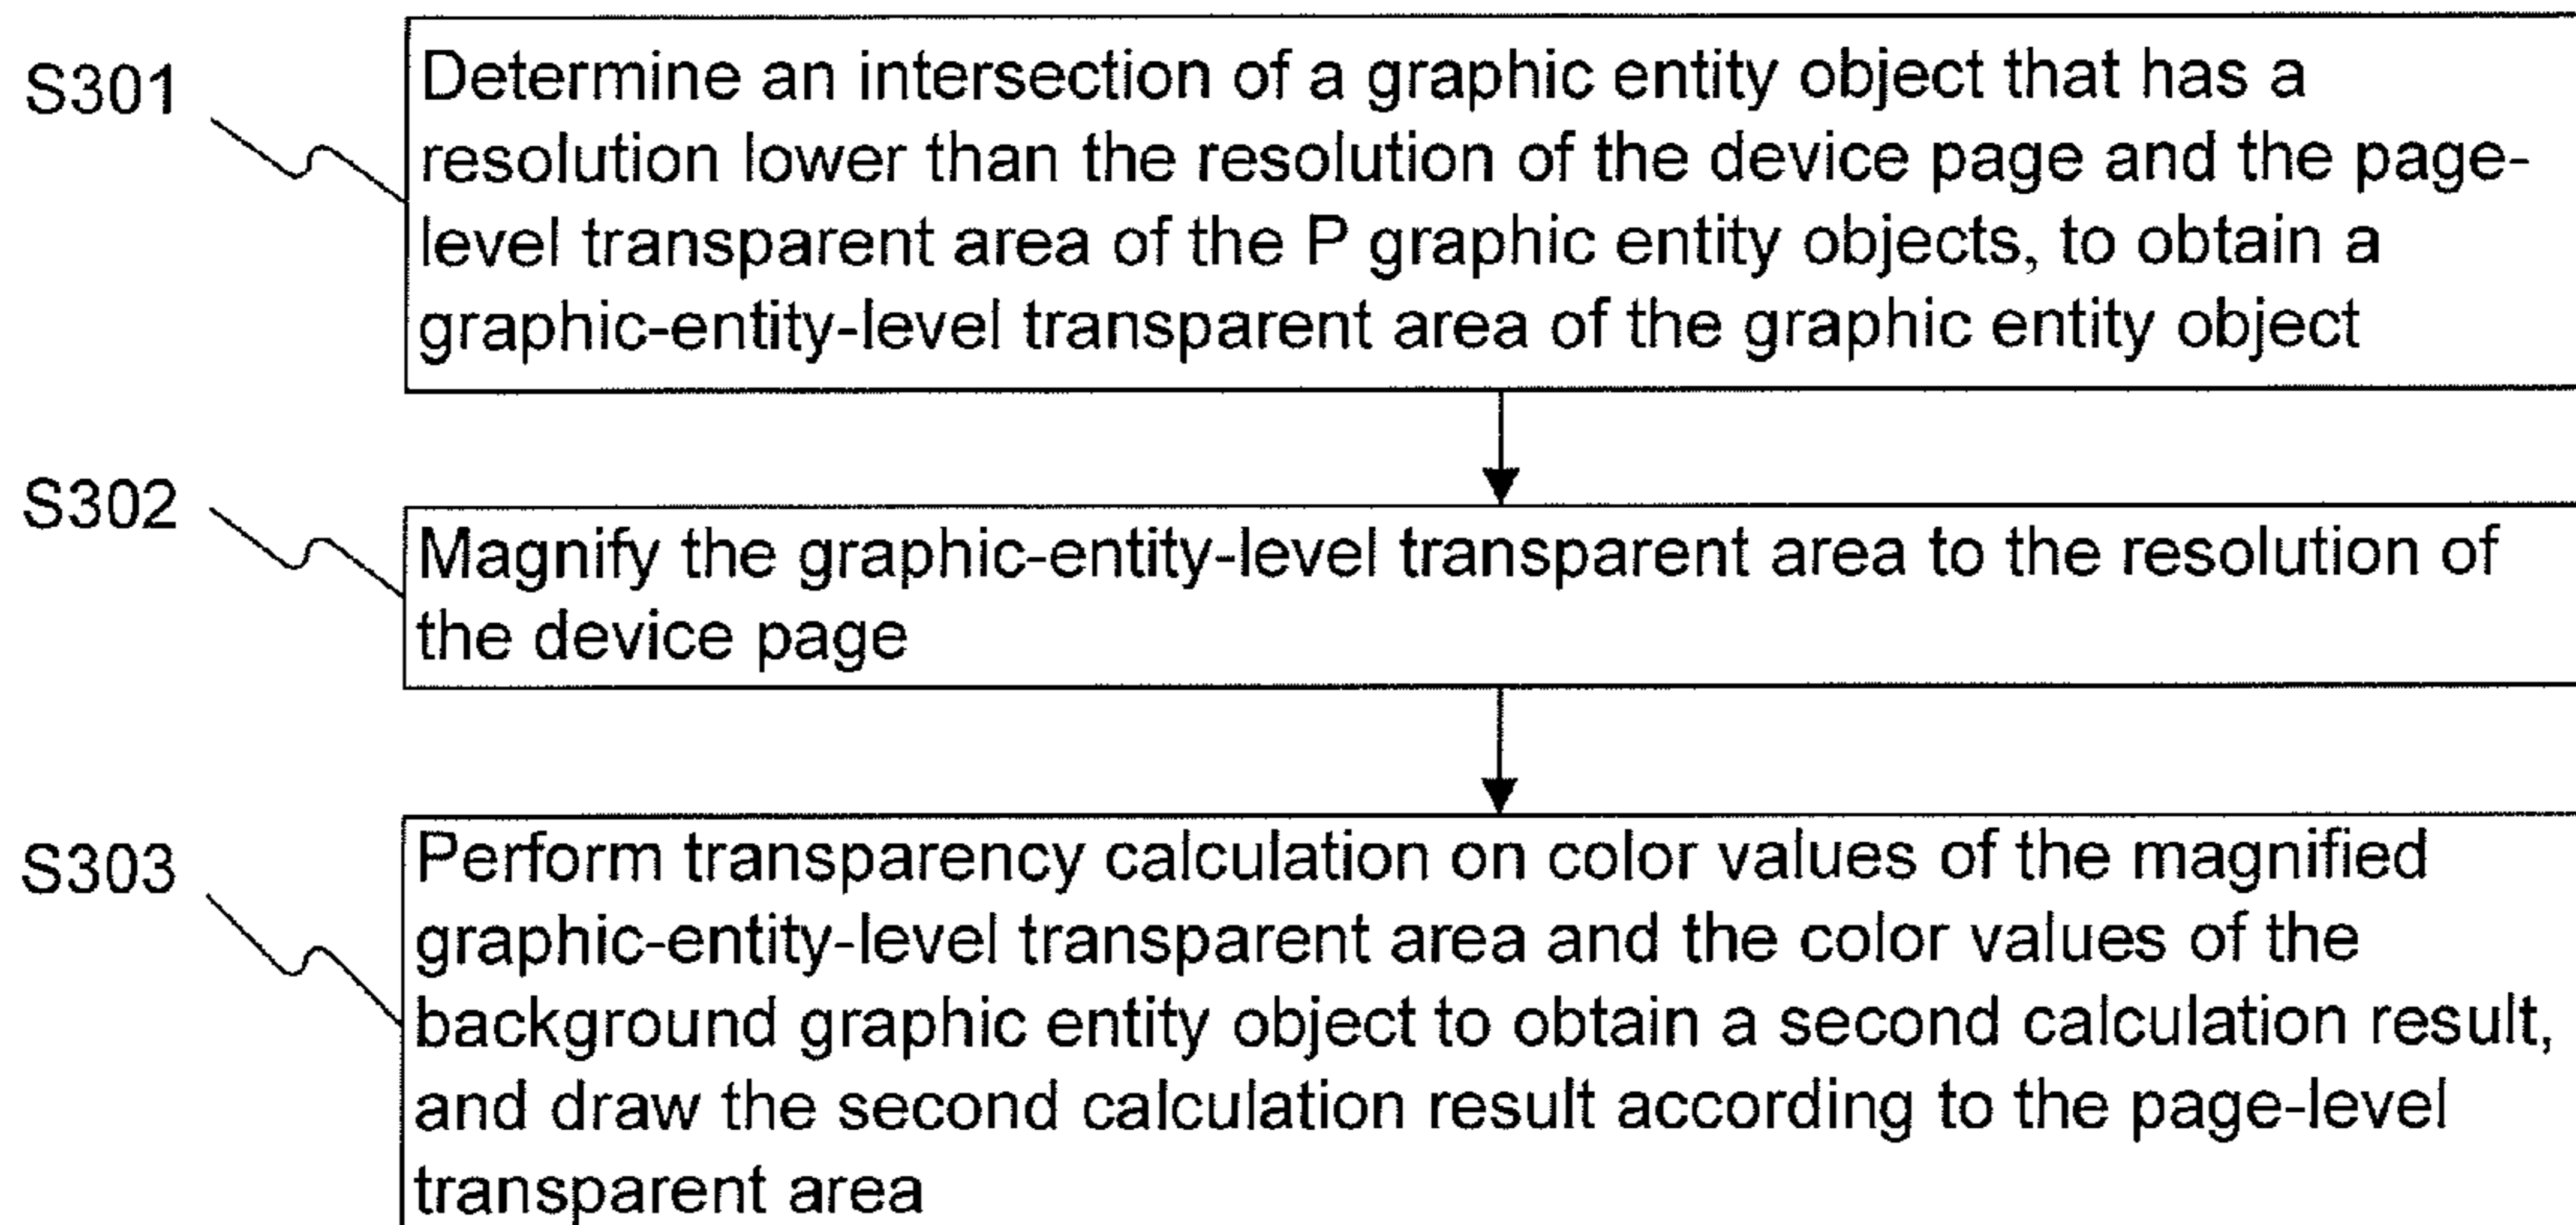 S301
Determine an intersection of a graphic entity object that has a
resolution lower than the resolution of the device page and the page-
level transparent area of the P graphic entity objects, to obtain a
graphic-entity-level transparent area of the graphic entity object
S302
Magnify the graphic-entity-level transparent area to the resolution of
the device page
S303
Perform transparency calculation on color values of the magnified
graphic-entity-level transparent area and the color values of the
background graphic entity object to obtain a second calculation result,
and draw the second calculation result according to the page-level
transparent area